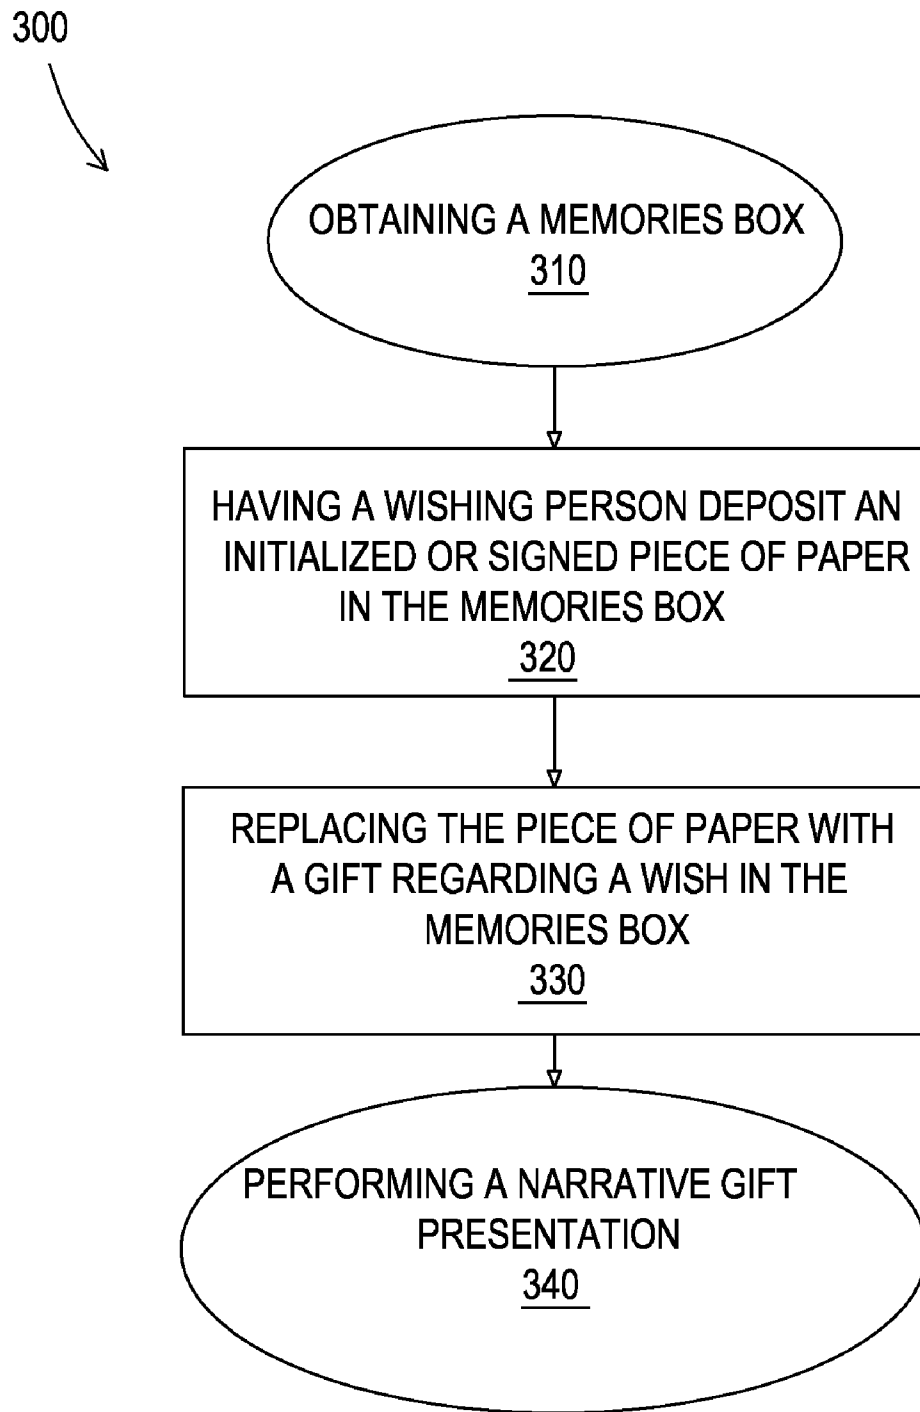 300
OBTAINING A MEMORIES BOX
310
HAVING A WISHING PERSON DEPOSIT AN
INITIALIZED OR SIGNED PIECE OF PAPER
IN THE MEMORIES BOX
320
REPLACING THE PIECE OF PAPER WITH
A GIFT REGARDING A WISH IN THE
MEMORIES BOX
330
PERFORMING A NARRATIVE GIFT
PRESENTATION
340